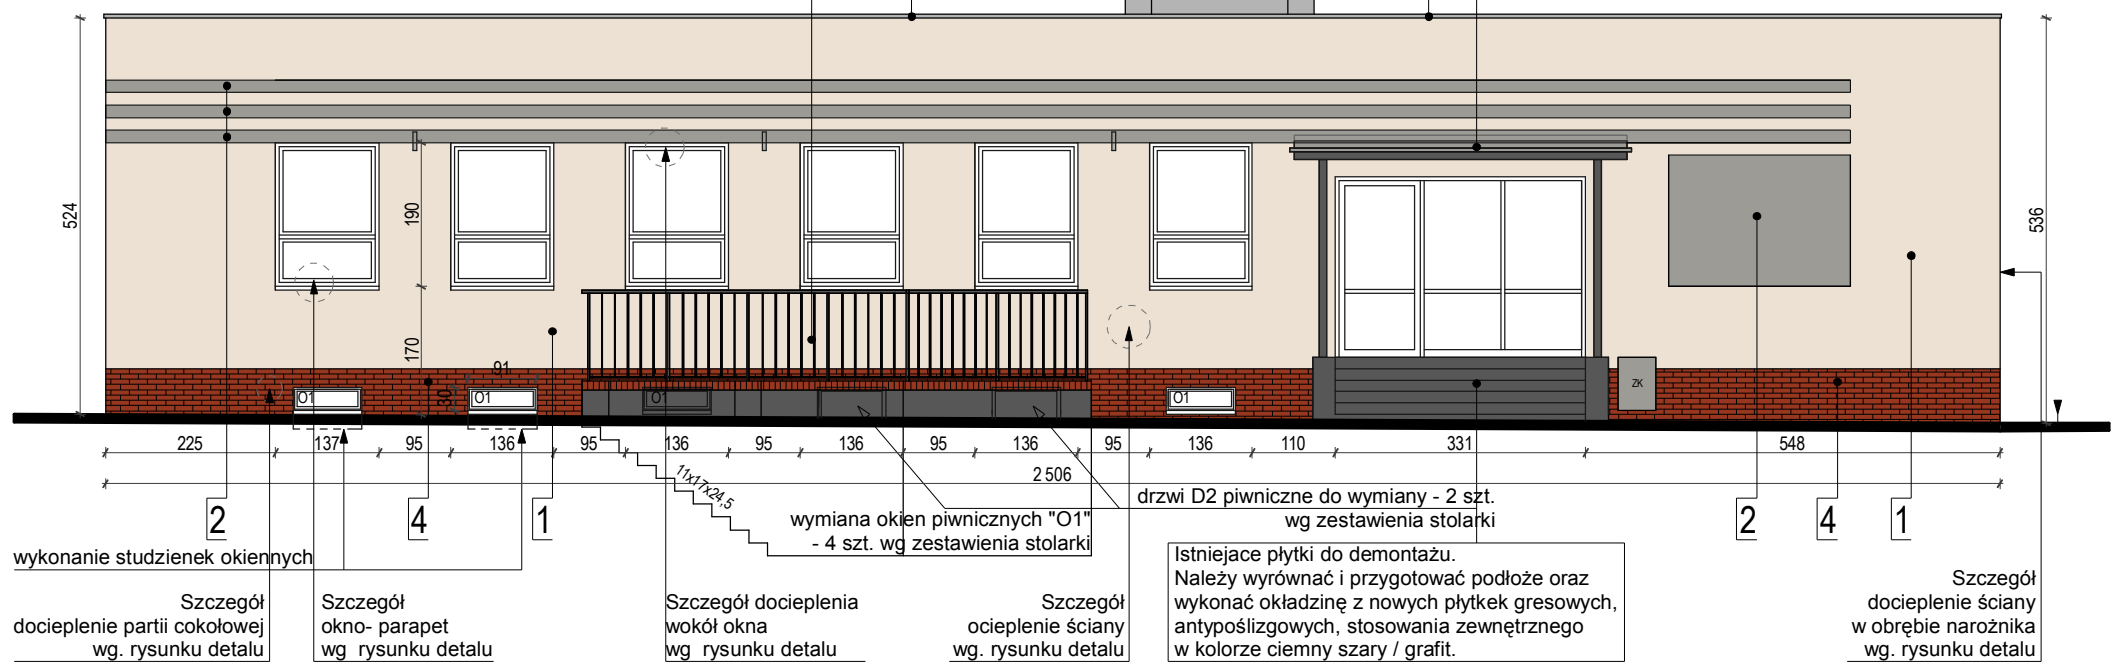 524
190
170
536
91
30
O1
O1
O1
O1
ZK
225
137
95
136
95
136
95
136
95
136
95
136
110
331
548
2 506
11x17x24,5
2
4
1
2
4
1
drzwi D2 piwniczne do wymiany - 2 szt.
wg zestawienia stolarki
wymiana okien piwnicznych "O1"
- 4 szt. wg zestawienia stolarki
wykonanie studzienek okiennych
Szczegół
docieplenie partii cokołowej
wg. rysunku detalu
Szczegół
okno- parapet
wg rysunku detalu
Szczegół docieplenia
wokół okna
wg rysunku detalu
Szczegół
ocieplenie ściany
wg. rysunku detalu
Istniejace płytki do demontażu.
Należy wyrównać i przygotować podłoże oraz
wykonać okładzinę z nowych płytkek gresowych,
antypoślizgowych, stosowania zewnętrznego
w kolorze ciemny szary / grafit.
Szczegół
docieplenie ściany
w obrębie narożnika
wg. rysunku detalu